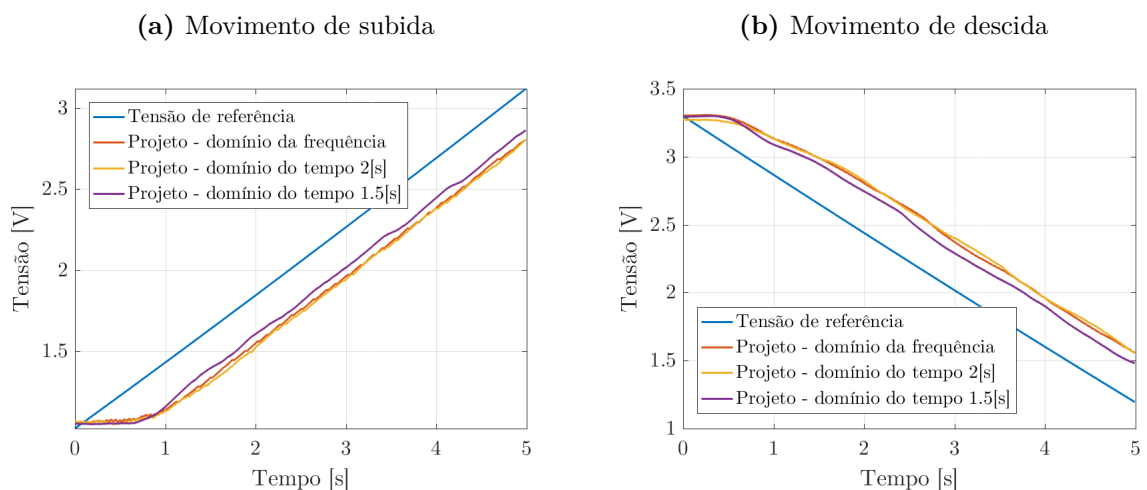 (a) Movimento de subida
Tensão [V]
3
2.5
2
1.5
Tensão de referência
Projeto - domínio da frequência
Projeto - domínio do tempo 2[s]
Projeto - domínio do tempo 1.5[s]
0 1 2 3 4 5
Tempo [s]
(b) Movimento de descida
Tensão [V]
3.5
3
2.5
2
1.5
1
Tensão de referência
Projeto - domínio da frequência
Projeto - domínio do tempo 2[s]
Projeto - domínio do tempo 1.5[s]
0 1 2 3 4 5
Tempo [s]